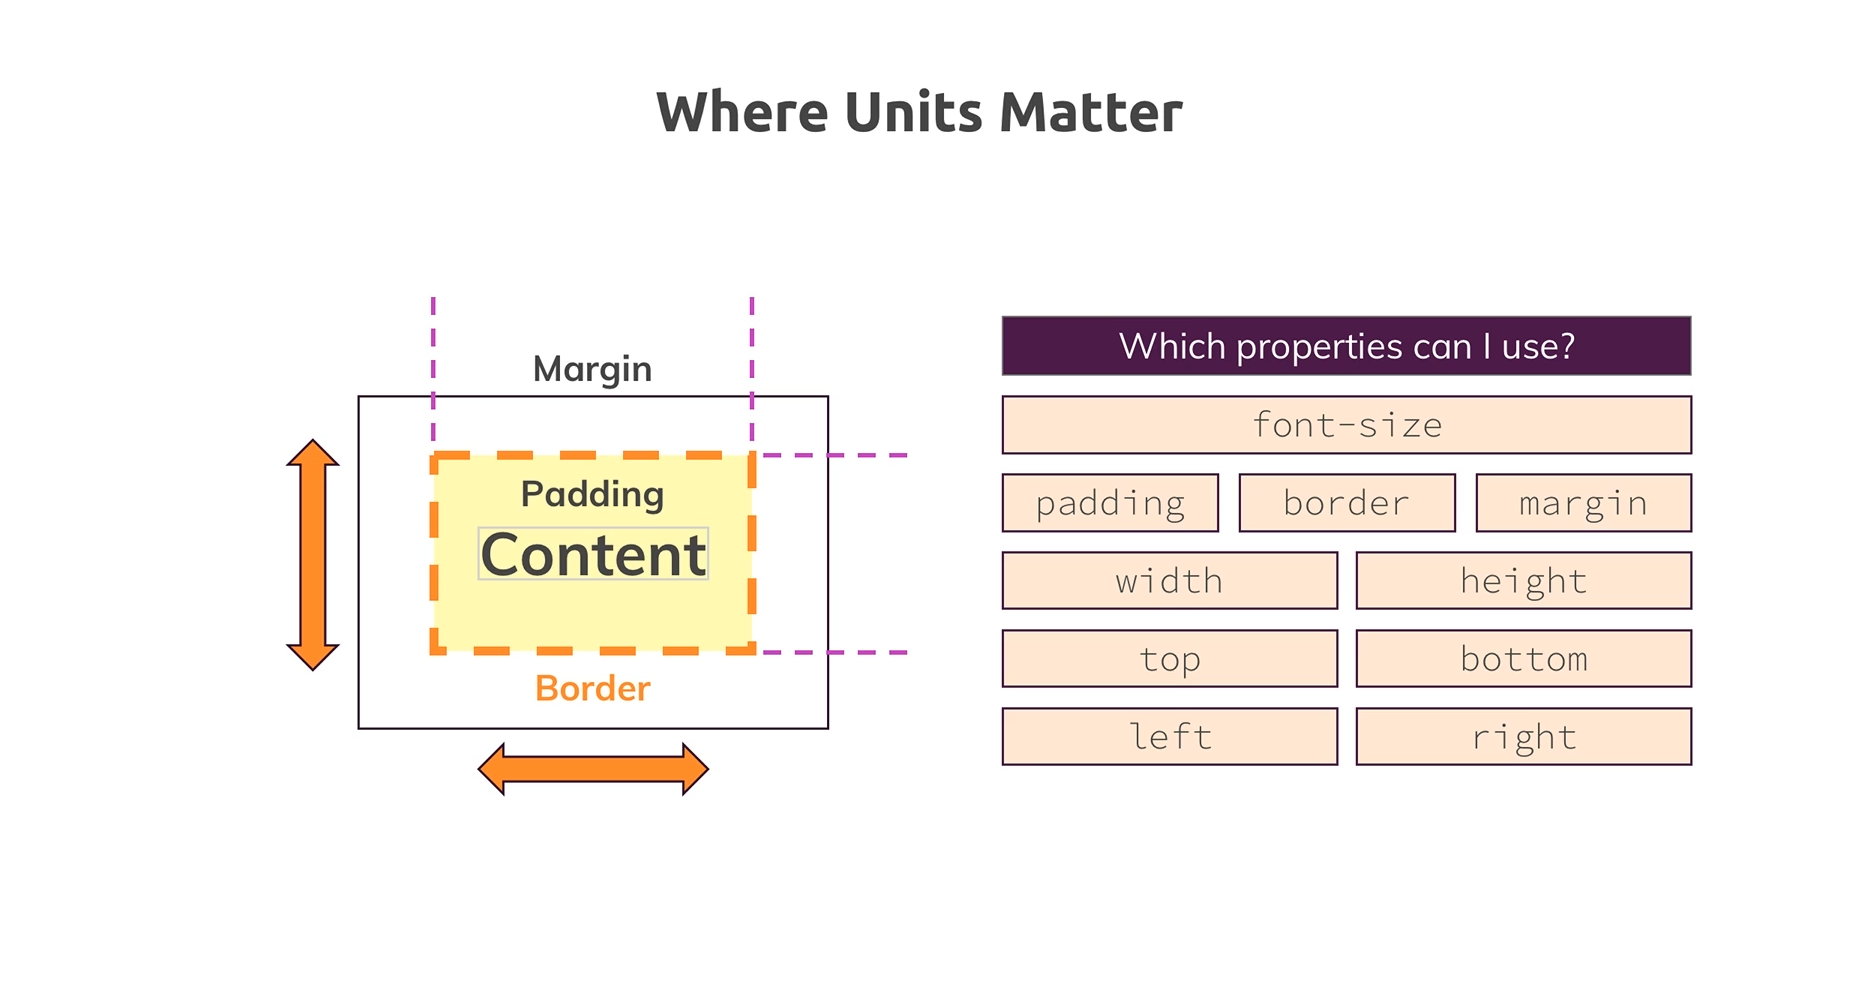 Where Units Matter
Margin
Padding
Content
Border
Which properties can I use?
font-size
padding border margin
width height
top bottom
left right